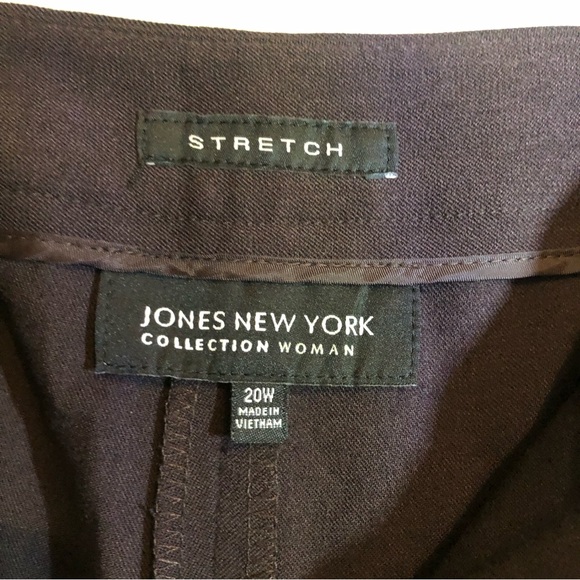 STRETCH
JONES NEW YORK
COLLECTION WOMAN
20W
MADE IN
VIETNAM